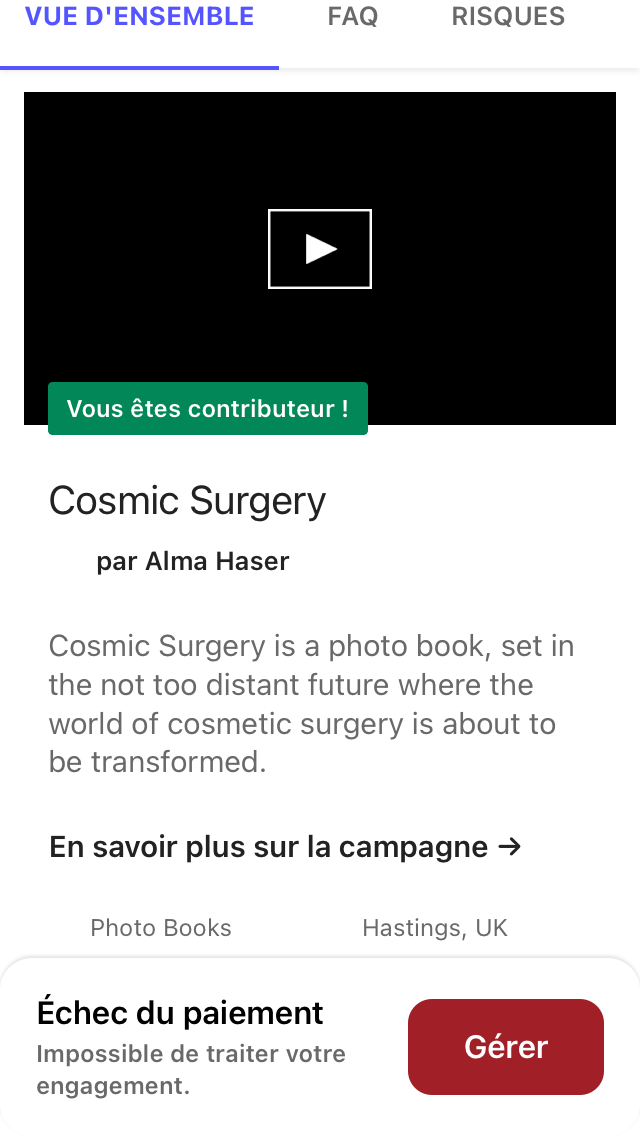 VUE D'ENSEMBLE FAQ RISQUES
Vous êtes contributeur !
Cosmic Surgery
par Alma Haser
Cosmic Surgery is a photo book, set in
the not too distant future where the
world of cosmetic surgery is about to
be transformed.
En savoir plus sur la campagne →
Photo Books Hastings, UK
Échec du paiement
Impossible de traiter votre
engagement.
Gérer